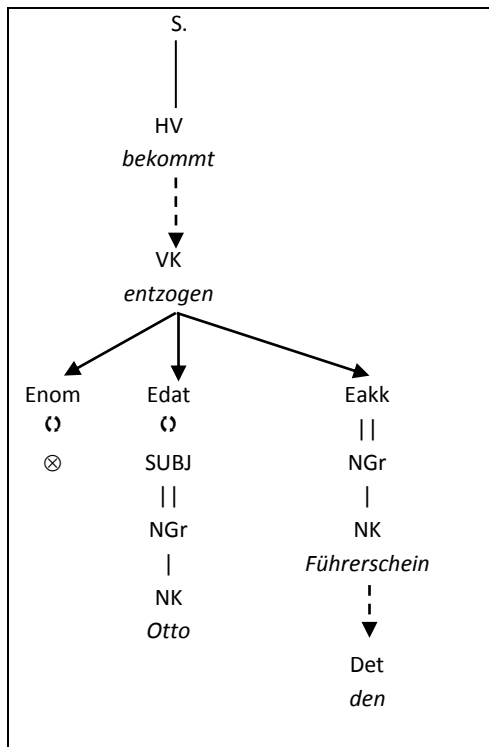 S.
HV
bekommt
VK
entzogen
Enom Edat Eakk
⊗ SUBJ NGr
NGr NK
Führerschein
NK
Otto
Det
den